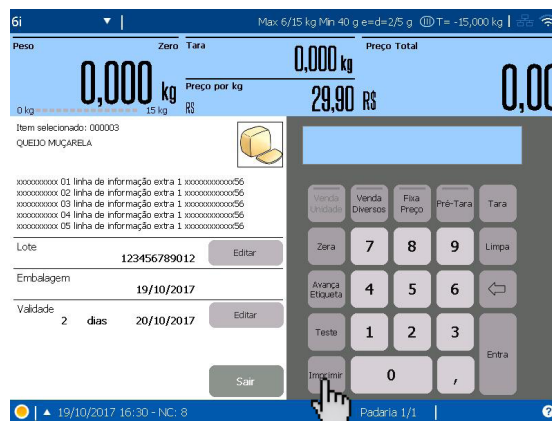 6i Max 6/15 kg Min 40 g e=d=2/5 g (III) T= -15,000 kg
Peso Zero Tara Preço Total
0,000 kg 0,000 kg 0,00
0 kg 15 kg
Preço por kg
R$ 29,90 R$
Item selecionado: 000003
QUEIJO MUÇARELA
xxxxxxxxxx 01 linha de informação extra 1 xxxxxxxxxxxx56
xxxxxxxxxx 02 linha de informação extra 1 xxxxxxxxxxxx56
xxxxxxxxxx 03 linha de informação extra 1 xxxxxxxxxxxx56
xxxxxxxxxx 04 linha de informação extra 1 xxxxxxxxxxxx56
xxxxxxxxxx 05 linha de informação extra 1 xxxxxxxxxxxx56
Lote
123456789012 Editar
Embalagem
19/10/2017
Validade
2 dias 20/10/2017 Editar
Sair
Venda Unidade Venda Diversos Fixa Preço Pré-Tara Tara
Zera 7 8 9 Limpa
Avança Etiqueta 4 5 6
Teste 1 2 3
Entra
Imprimir 0 ,
19/10/2017 16:30 - NC: 8 Padaria 1/1 ?